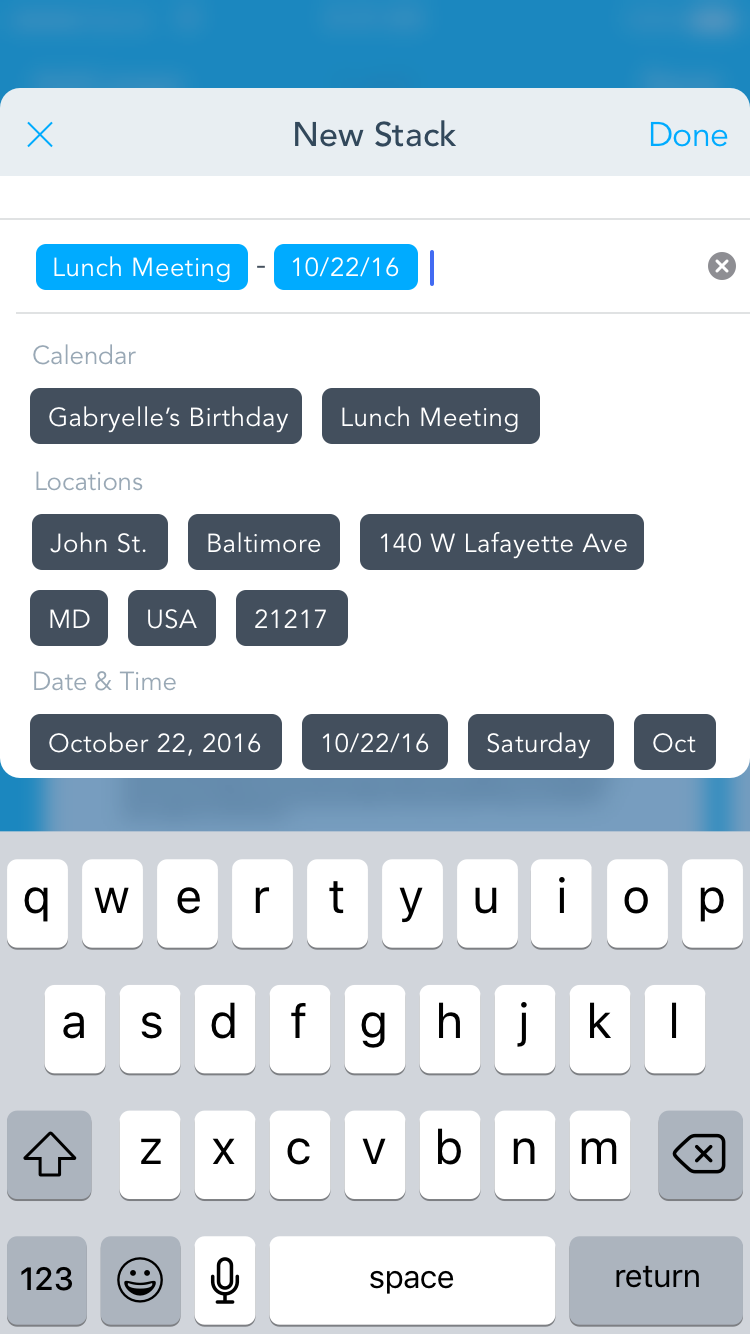 New Stack Done
Lunch Meeting - 10/22/16
Calendar
Gabryelle’s Birthday Lunch Meeting
Locations
John St. Baltimore 140 W Lafayette Ave
MD USA 21217
Date & Time
October 22, 2016 10/22/16 Saturday Oct
q w e r t y u i o p
a s d f g h j k l
z x c v b n m
123 space return